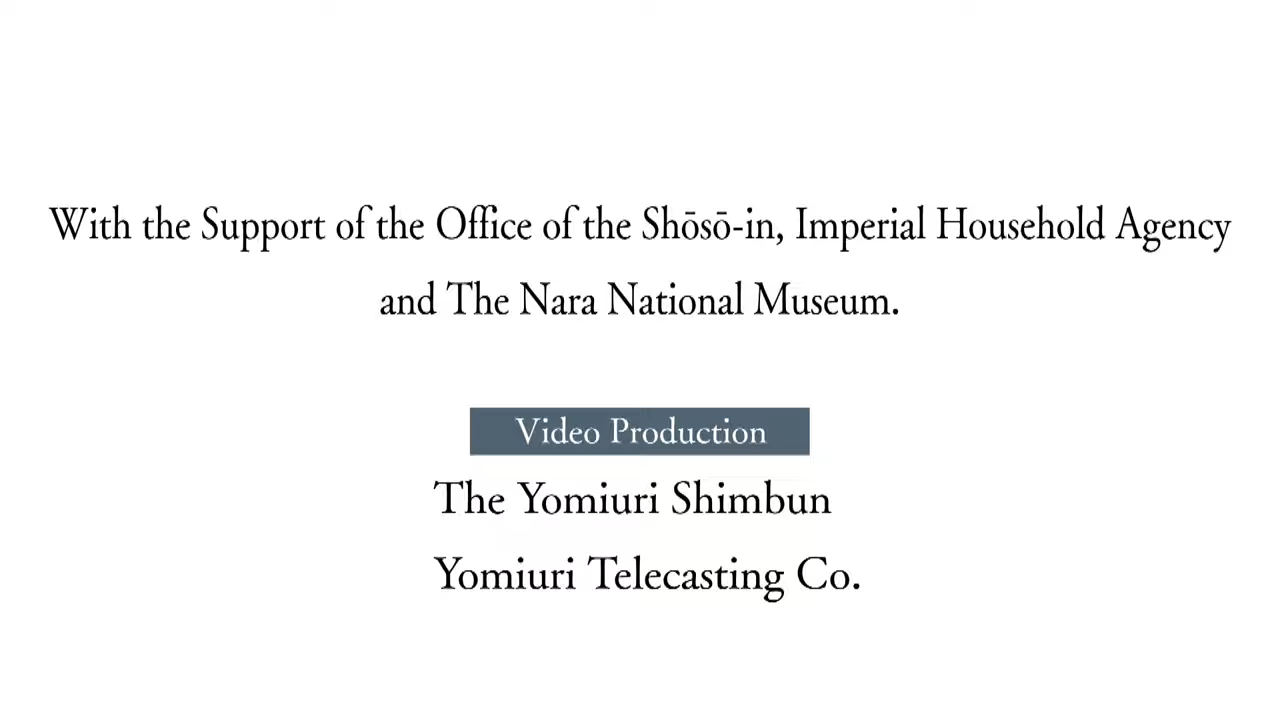 With the Support of the Office of the Shōsō-in, Imperial Household Agency
and The Nara National Museum.
Video Production
The Yomiuri Shimbun
Yomiuri Telecasting Co.